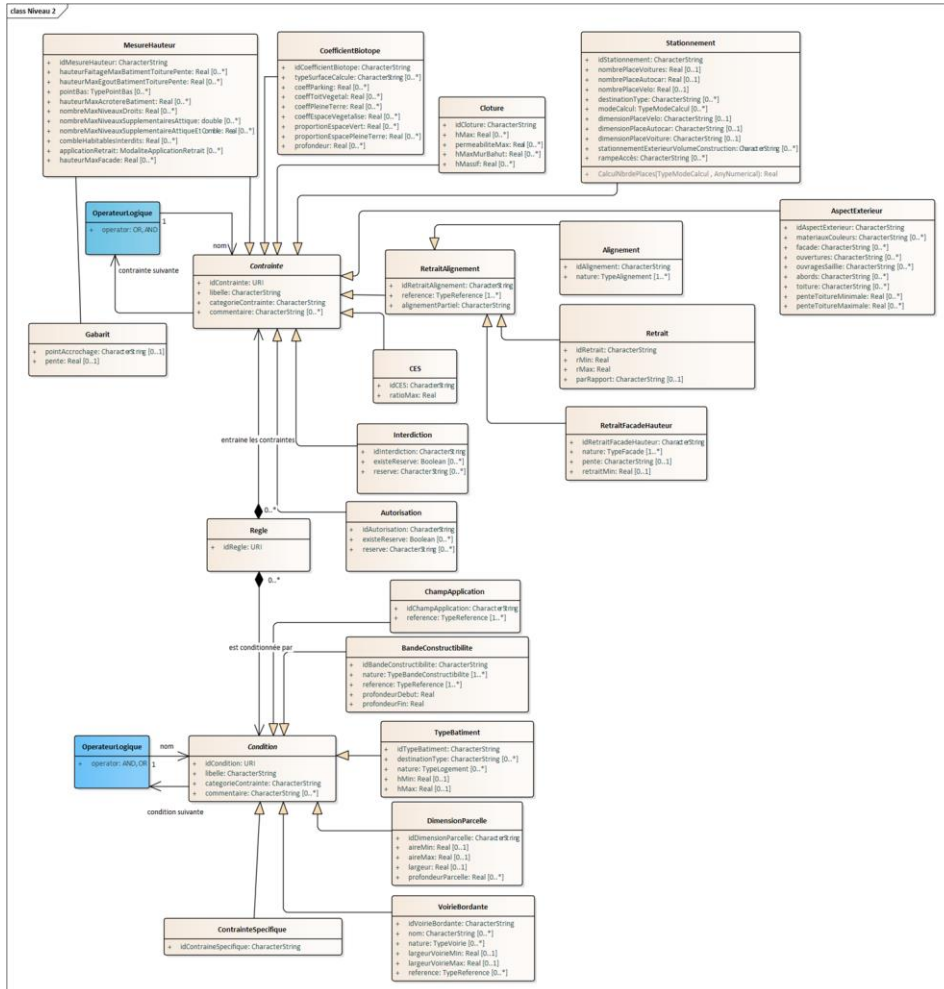 class Niveau 2
MesureHauteur
+ idMesureHauteur: CharacterString
+ hauteurFaitageMaxBatimentToiturePente: Real [0..*]
+ hauteurMaxEgoutBatimentToiturePente: Real [0..*]
+ pointBas: TypePointBas [0..*]
+ hauteurMaxAcrotereBatiment: Real [0..*]
+ nombreMaxNiveauxDroits: Real [0..*]
+ nombreMaxNiveauxSupplementairesAttique: double [0..*]
+ nombreMaxNiveauxSupplementaireAttiqueEtComble: Real [0..*]
+ combleHabitablesInterdits: Real [0..*]
+ applicationRetrait: ModaliteApplicationRetrait [0..*]
+ hauteurMaxFacade: Real [0..*]
CoefficientBiotope
+ idCoefficientBiotope: CharacterString
+ typeSurfaceCalcule: CharacterString [0..*]
+ coeffParking: Real [0..*]
+ coeffToitVegetal: Real [0..*]
+ coeffPleineTerre: Real [0..*]
+ coeffEspaceVegetalise: Real [0..*]
+ proportionEspaceVert: Real [0..*]
+ proportionEspacePleineTerre: Real [0..*]
+ profondeur: Real [0..*]
Cloture
+ idCloture: CharacterString
+ hMax: Real [0..*]
+ permeabiliteMax: Real [0..*]
+ hMaxMurBahut: Real [0..*]
+ hMassif: Real [0..*]
Stationnement
+ idStationnement: CharacterString
+ nombrePlaceVoitures: Real [0..1]
+ nombrePlaceAutocar: Real [0..1]
+ nombrePlaceVelo: Real [0..1]
+ destinationType: CharacterString [0..*]
+ modeCalcul: TypeModeCalcul [0..*]
+ dimensionPlaceVelo: CharacterString [0..1]
+ dimensionPlaceAutocar: CharacterString [0..1]
+ dimensionPlaceVoiture: CharacterString [0..1]
+ stationnementExterieurVolumeConstruction: CharacterString [0..*]
+ rampeAccès: CharacterString [0..*]
+ CalculNbrdePlaces(TypeModeCalcul , AnyNumerical): Real
OperateurLogique
+ operator: OR,AND
1
nom
contrainte suivante
Contrainte
+ idContrainte: URI
+ libelle: CharacterString
+ categorieContrainte: CharacterString
+ commentaire: CharacterString [0..*]
RetraitAlignement
+ idRetraitAlignement: CharacterString
+ reference: TypeReference [1..*]
+ alignementPartiel: CharacterString
Alignement
+ idAlignement: CharacterString
+ nature: TypeAlignement [1..*]
AspectExterieur
+ idAspectExterieur: CharacterString
+ materiauxCouleurs: CharacterString [0..*]
+ facade: CharacterString [0..*]
+ ouvertures: CharacterString [0..*]
+ ouvragesSaillie: CharacterString [0..*]
+ abords: CharacterString [0..*]
+ toiture: CharacterString [0..*]
+ penteToitureMinimale: Real [0..*]
+ penteToitureMaximale: Real [0..*]
Gabarit
+ pointAccrochage: CharacterString [0..1]
+ pente: Real [0..1]
CES
+ idCES: CharacterString
+ ratioMax: Real
Retrait
+ idRetrait: CharacterString
+ rMin: Real
+ rMax: Real
+ parRapport: CharacterString [0..1]
RetraitFacadeHauteur
+ idRetraitFacadeHauteur: CharacterString
+ nature: TypeFacade [1..*]
+ pente: CharacterString [0..1]
+ retraitMin: Real [0..1]
entraine les contraintes
Interdiction
+ idInterdiction: CharacterString
+ existeReserve: Boolean [0..*]
+ reserve: CharacterString [0..*]
0..*
Autorisation
+ idAutorisation: CharacterString
+ existeReserve: Boolean [0..*]
+ reserve: CharacterString [0..*]
Regle
+ idRegle: URI
0..*
ChampApplication
+ idChampApplication: CharacterString
+ reference: TypeReference [1..*]
est conditionnée par
BandeConstructibilite
+ idBandeConstructibilite: CharacterString
+ nature: TypeBandeConstructibilite [1..*]
+ reference: TypeReference [1..*]
+ profondeurDebut: Real
+ profondeurFin: Real
OperateurLogique
+ operator: AND,OR
nom
1
condition suivante
Condition
+ idCondition: URI
+ libelle: CharacterString
+ categorieContrainte: CharacterString
+ commentaire: CharacterString [0..*]
TypeBatiment
+ idTypeBatiment: CharacterString
+ destinationType: CharacterString [0..*]
+ nature: TypeLogement [0..*]
+ hMin: Real [0..1]
+ hMax: Real [0..1]
DimensionParcelle
+ idDimensionParcelle: CharacterString
+ aireMin: Real [0..1]
+ aireMax: Real [0..1]
+ largeur: Real [0..1]
+ profondeurParcelle: Real [0..*]
ContrainteSpecifique
+ idContraineSpecifique: CharacterString
VoirieBordante
+ idVoirieBordante: CharacterString
+ nom: CharacterString [0..*]
+ nature: TypeVoirie [0..*]
+ largeurVoirieMin: Real [0..1]
+ largeurVoirieMax: Real [0..1]
+ reference: TypeReference [0..*]